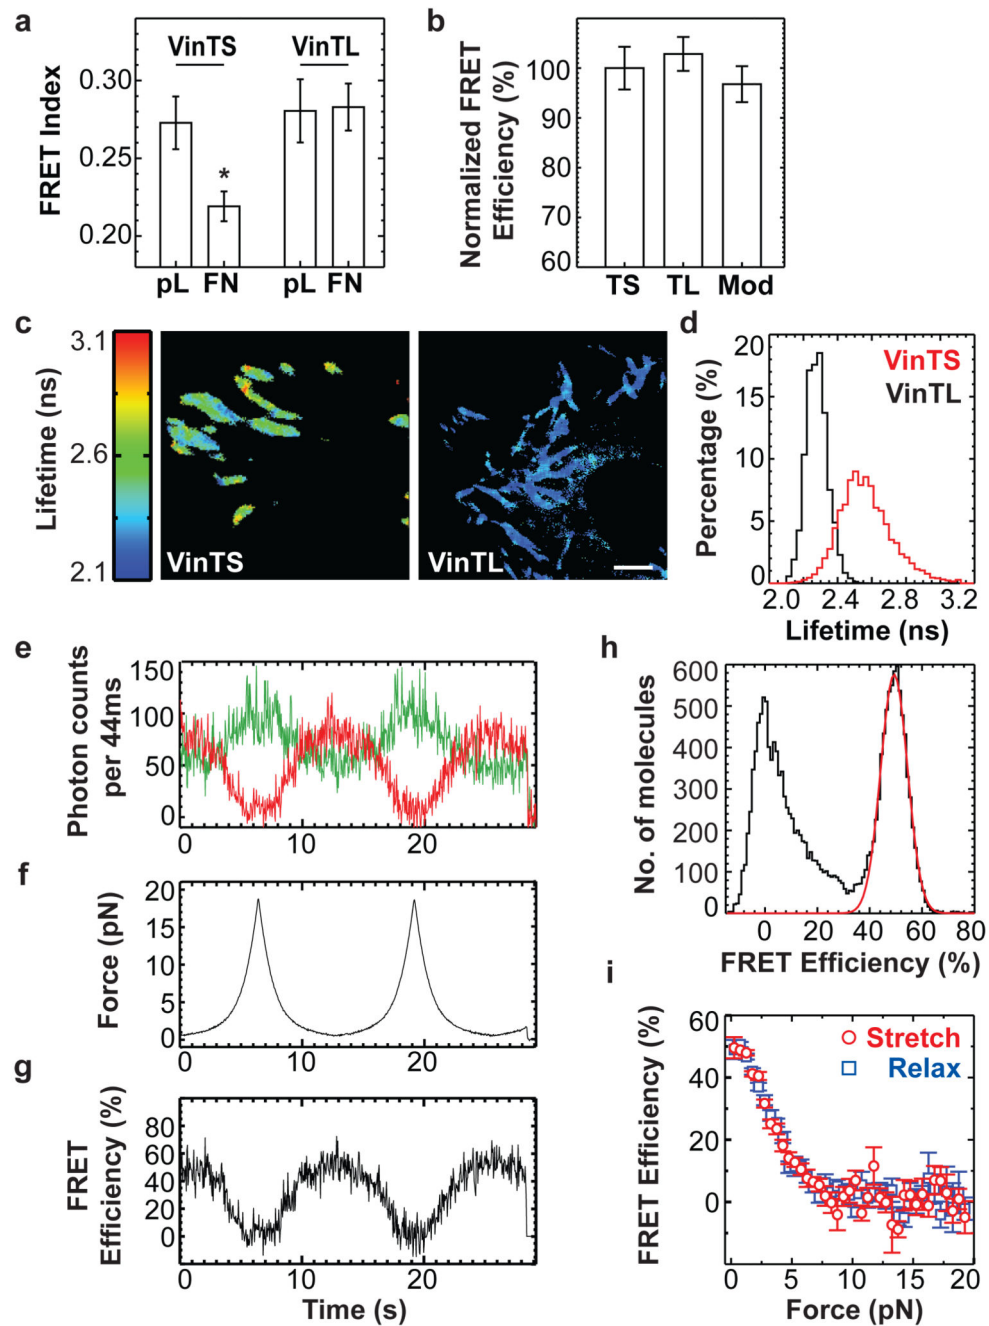 a
VinTS VinTL
FRET Index
0.30
0.25
0.20
*
pL FN pL FN
b
Normalized FRET
Efficiency (%)
100
90
80
70
60
TS TL Mod
c
Lifetime (ns)
3.1
2.6
2.1
VinTS
VinTL
d
Percentage (%)
20
15
10
5
0
VinTS
VinTL
2.0 2.4 2.8 3.2
Lifetime (ns)
e
Photon counts
per 44ms
150
100
50
0
0 10 20
f
Force (pN)
20
15
10
5
0
0 10 20
g
FRET
Efficiency (%)
80
60
40
20
0
0 10 20
Time (s)
h
No. of molecules
600
500
400
300
200
100
0
0 20 40 60 80
FRET Efficiency (%)
i
FRET Efficiency (%)
60
40
20
0
Stretch
Relax
0 5 10 15 20
Force (pN)